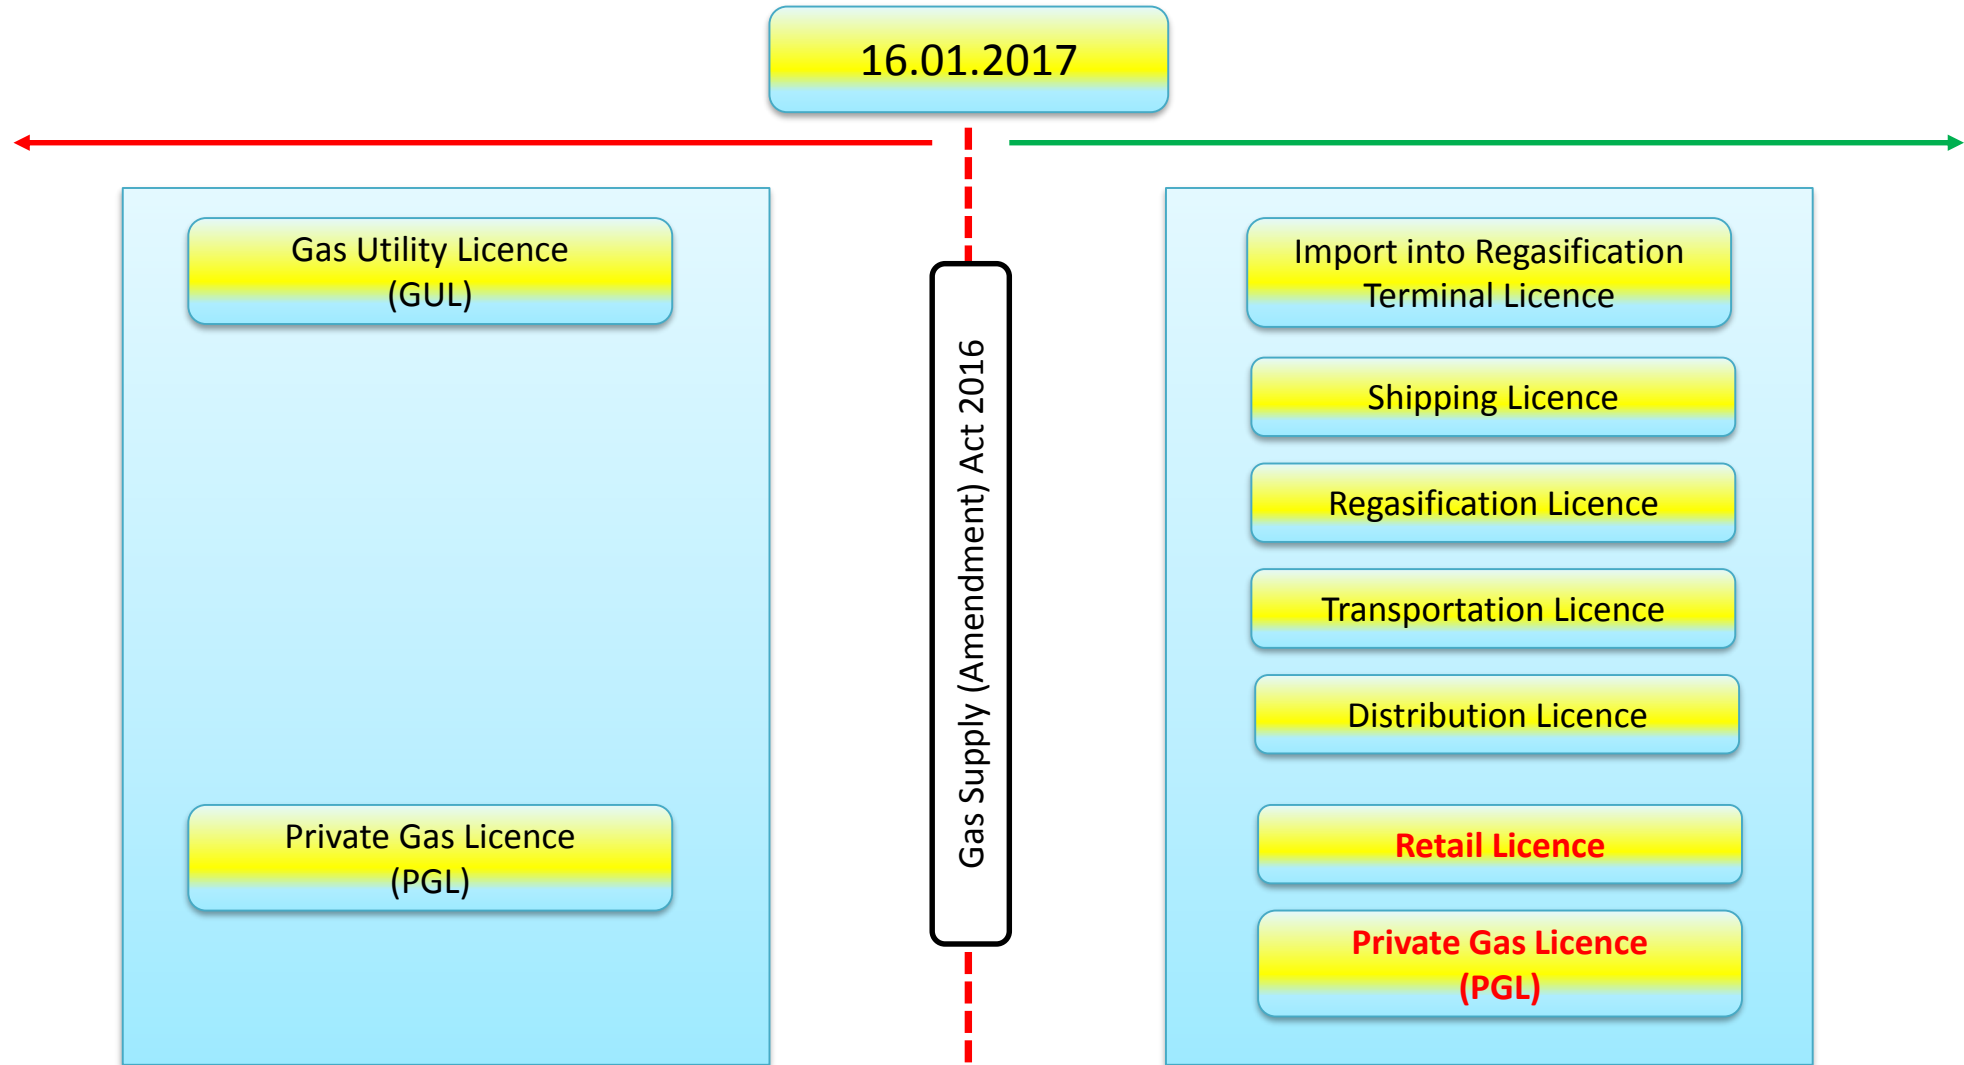 16.01.2017
Gas Utility Licence
(GUL)
Private Gas Licence
(PGL)
Gas Supply (Amendment) Act 2016
Import into Regasification
Terminal Licence
Shipping Licence
Regasification Licence
Transportation Licence
Distribution Licence
Retail Licence
Private Gas Licence
(PGL)